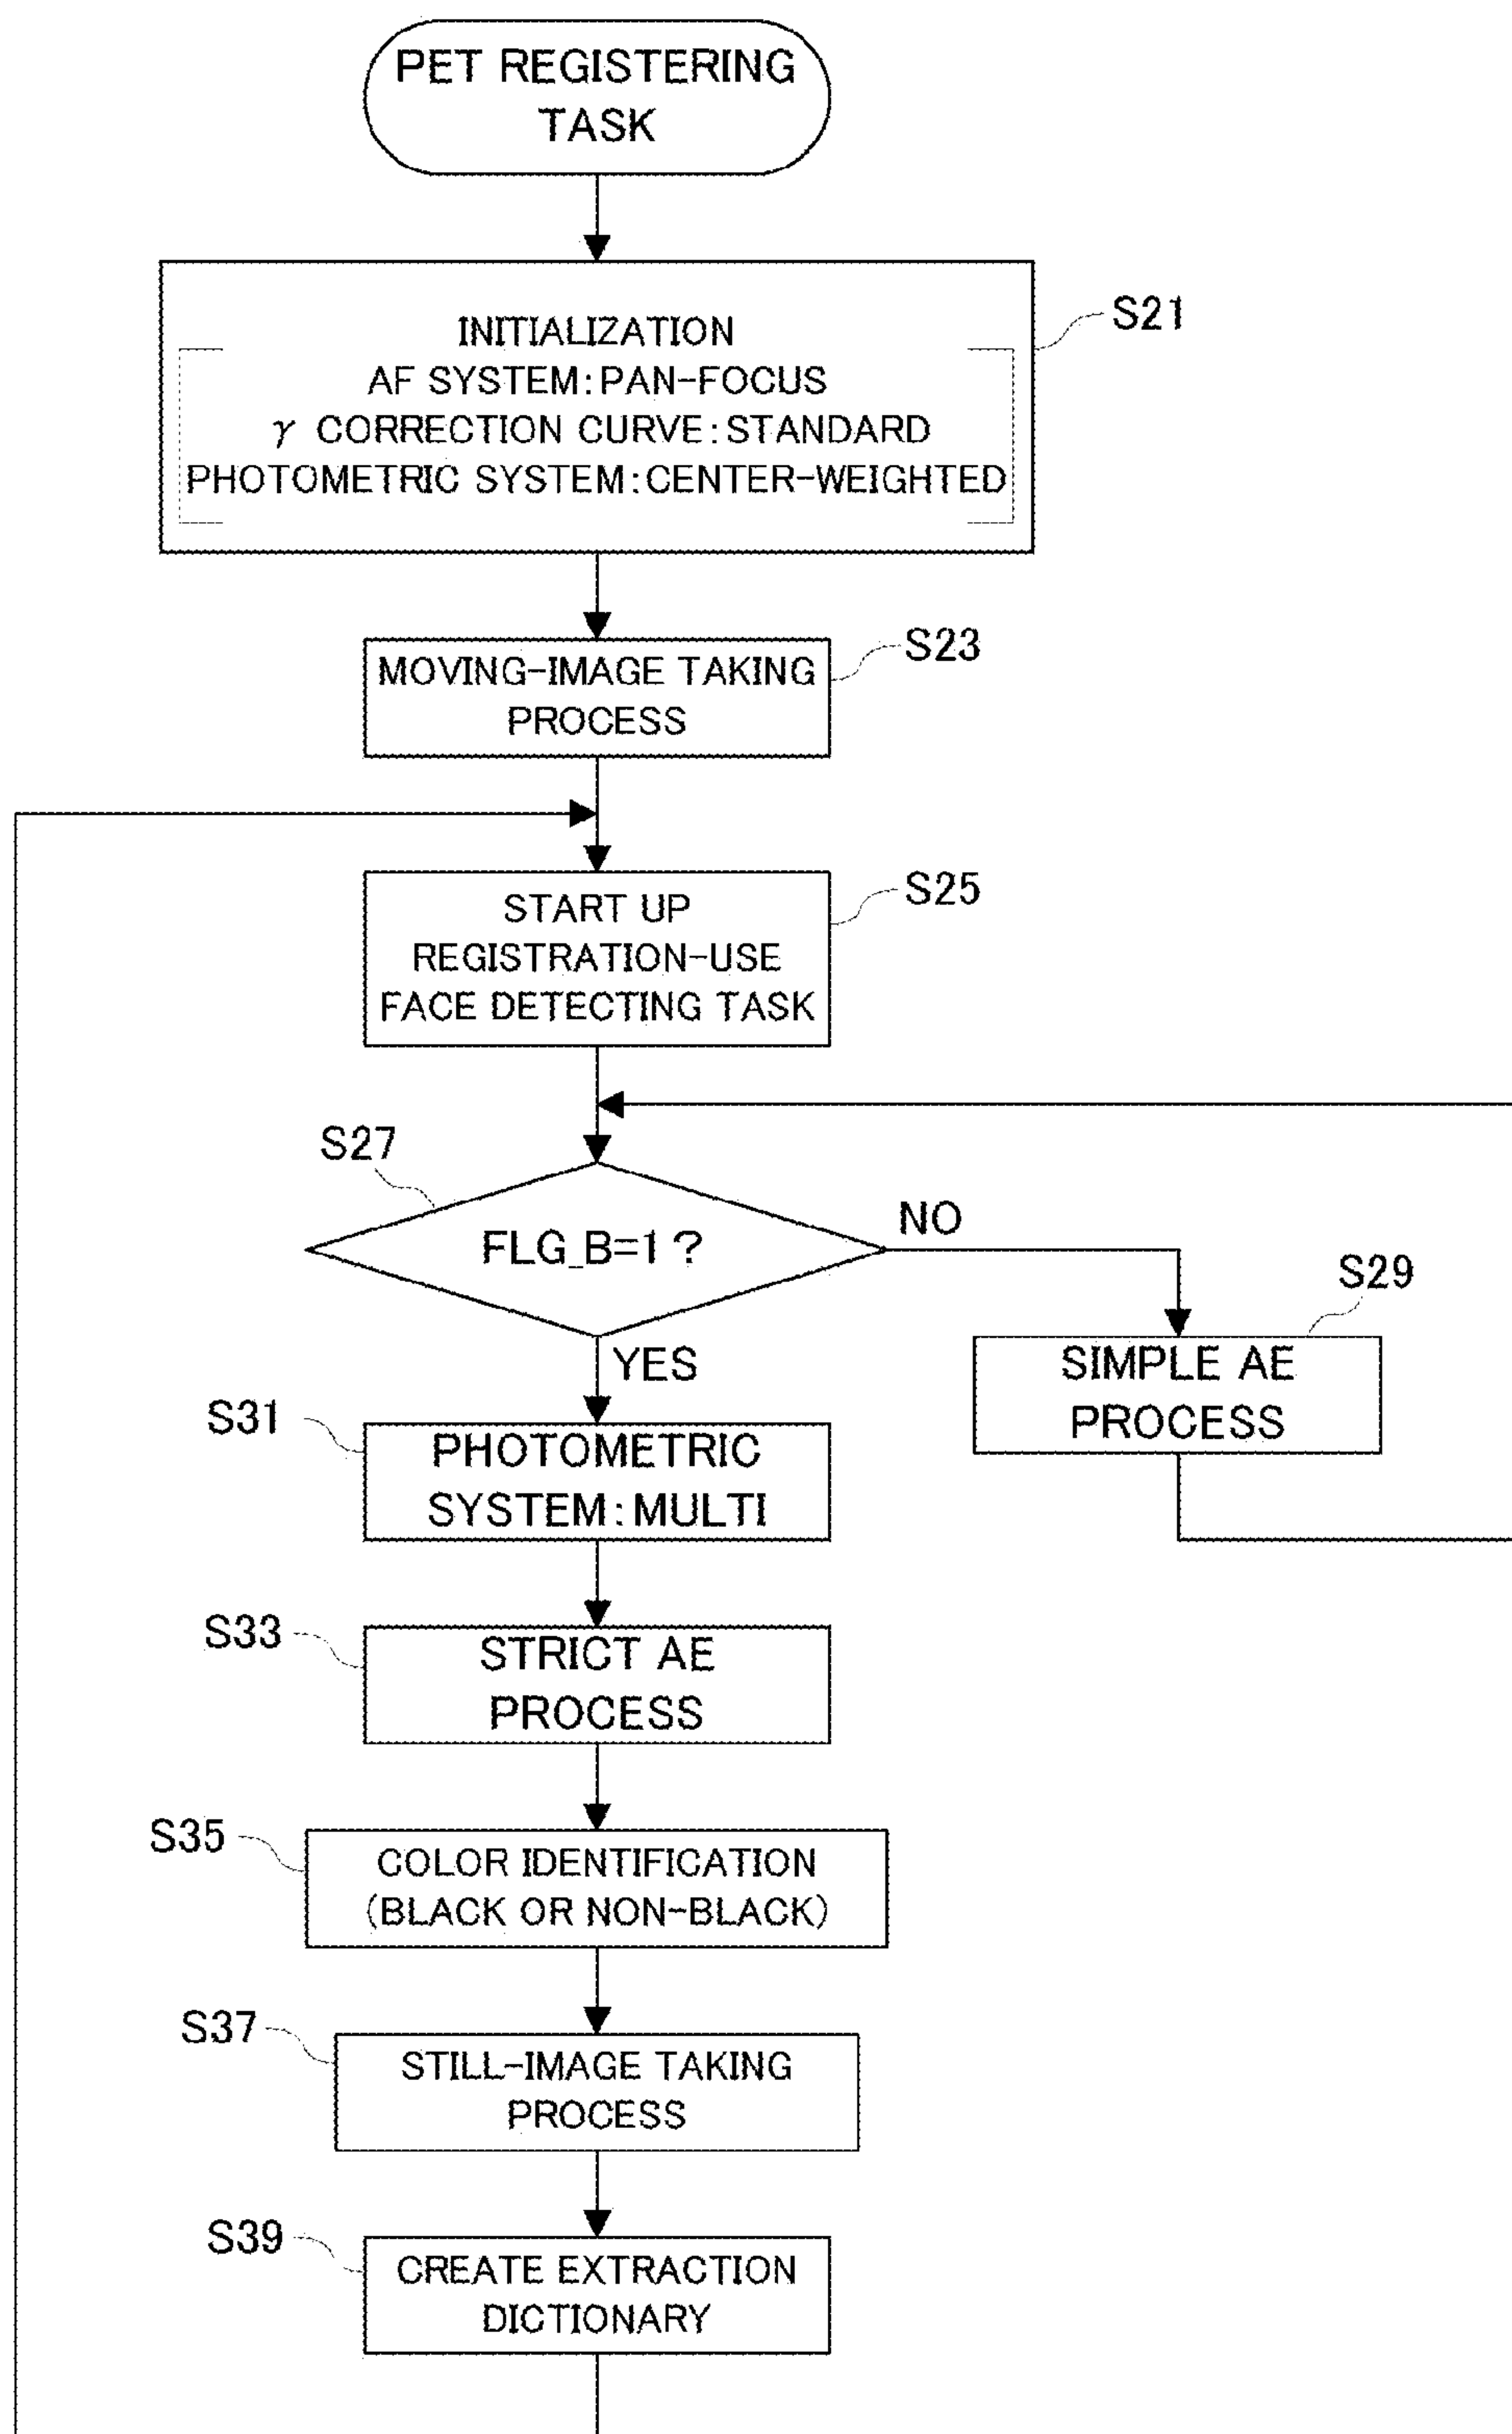 PET REGISTERING
TASK
S21
INITIALIZATION
AF SYSTEM:PAN-FOCUS
γ CORRECTION CURVE:STANDARD
PHOTOMETRIC SYSTEM:CENTER-WEIGHTED
S23
MOVING-IMAGE TAKING
PROCESS
S25
START UP
REGISTRATION-USE
FACE DETECTING TASK
S27
FLG_B=1?
NO
YES
S29
SIMPLE AE
PROCESS
S31
PHOTOMETRIC
SYSTEM:MULTI
S33
STRICT AE
PROCESS
S35
COLOR IDENTIFICATION
(BLACK OR NON-BLACK)
S37
STILL-IMAGE TAKING
PROCESS
S39
CREATE EXTRACTION
DICTIONARY